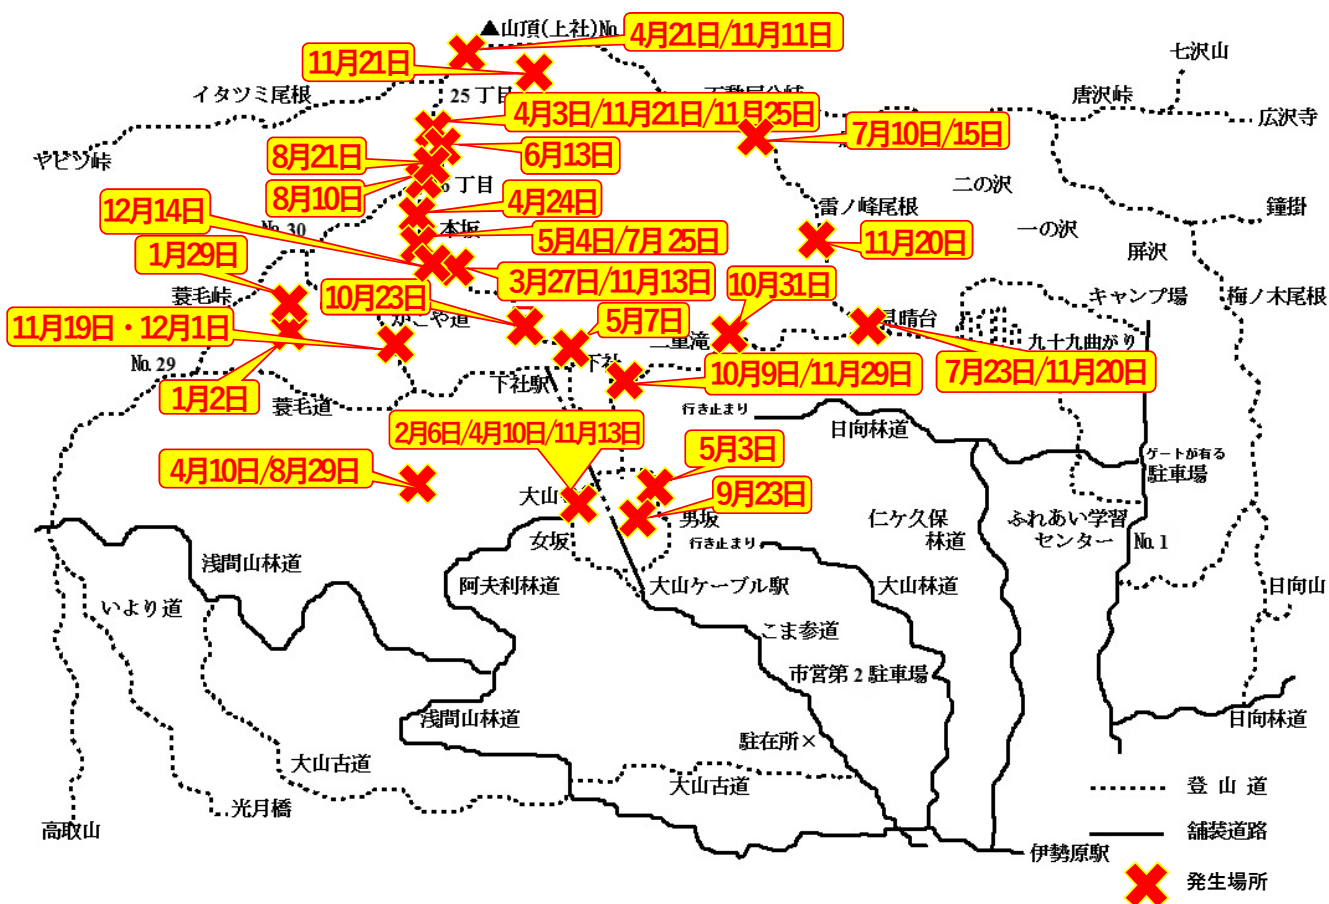 ▲山頂(上社)No.
4月21日/11月11日
11月21日
七沢山
イタツミ尾根
25丁目
唐沢峠
広沢寺
4月3日/11月21日/11月25日
7月10日/15日
ヤビツ峠
8月21日
6月13日
8月10日
丁目
二の沢
12月14日
4月24日
雷ノ峰尾根
鐘掛
No.30
本坂
5月4日/7月25日
11月20日
一の沢
屏沢
1月29日
3月27日/11月13日
10月31日
蓑毛峠
10月23日
キャンプ場
梅ノ木尾根
11月19日・12月1日
かごや道
5月7日
二重滝
見晴台
九十九曲がり
No.29
下社
下社駅
10月9日/11月29日
7月23日/11月20日
1月2日
蓑毛道
行き止まり
日向林道
2月6日/4月10日/11月13日
5月3日
ゲートが有る
駐車場
4月10日/8月29日
9月23日
大山
男坂
女坂
行き止まり
仁ケ久保
林道
ふれあい学習
センター
No.1
浅間山林道
阿夫利林道
大山ケーブル駅
大山林道
日向山
いより道
こま参道
市営第2駐車場
浅間山林道
日向林道
駐在所×
大山古道
大山古道
登山道
光月橋
高取山
舗装道路
伊勢原駅
発生場所